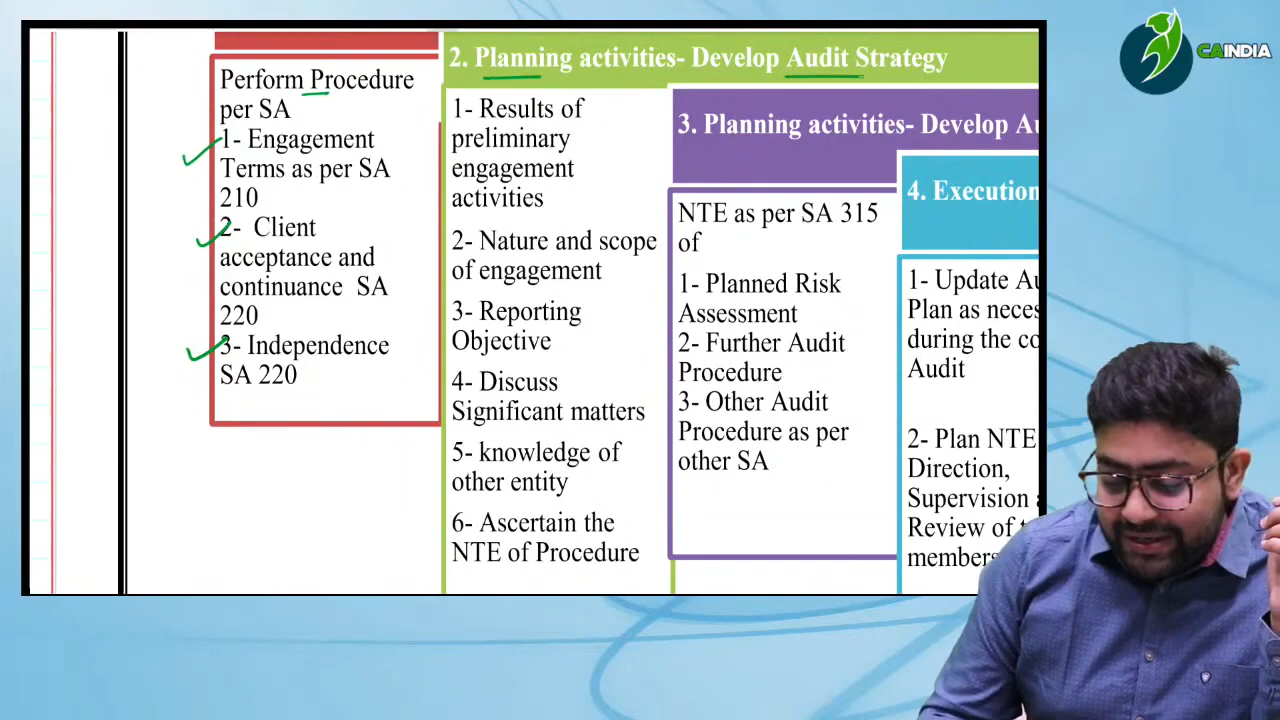 Perform Procedure
per SA
1- Engagement
Terms as per SA
210
2- Client
acceptance and
continuance SA
220
3- Independence
SA 220
2. Planning activities- Develop Audit Strategy
1- Results of
preliminary
engagement
activities
2- Nature and scope
of engagement
3- Reporting
Objective
4- Discuss
Significant matters
5- knowledge of
other entity
6- Ascertain the
NTE of Procedure
3. Planning activities- Develop
NTE as per SA 315
of
1- Planned Risk
Assessment
2- Further Audit
Procedure
3- Other Audit
Procedure as per
other SA
4. Execution
1- Update
Plan as
during the
Audit
2- Plan NTE
Direction,
Supervision
Review of
members
CAINDIA